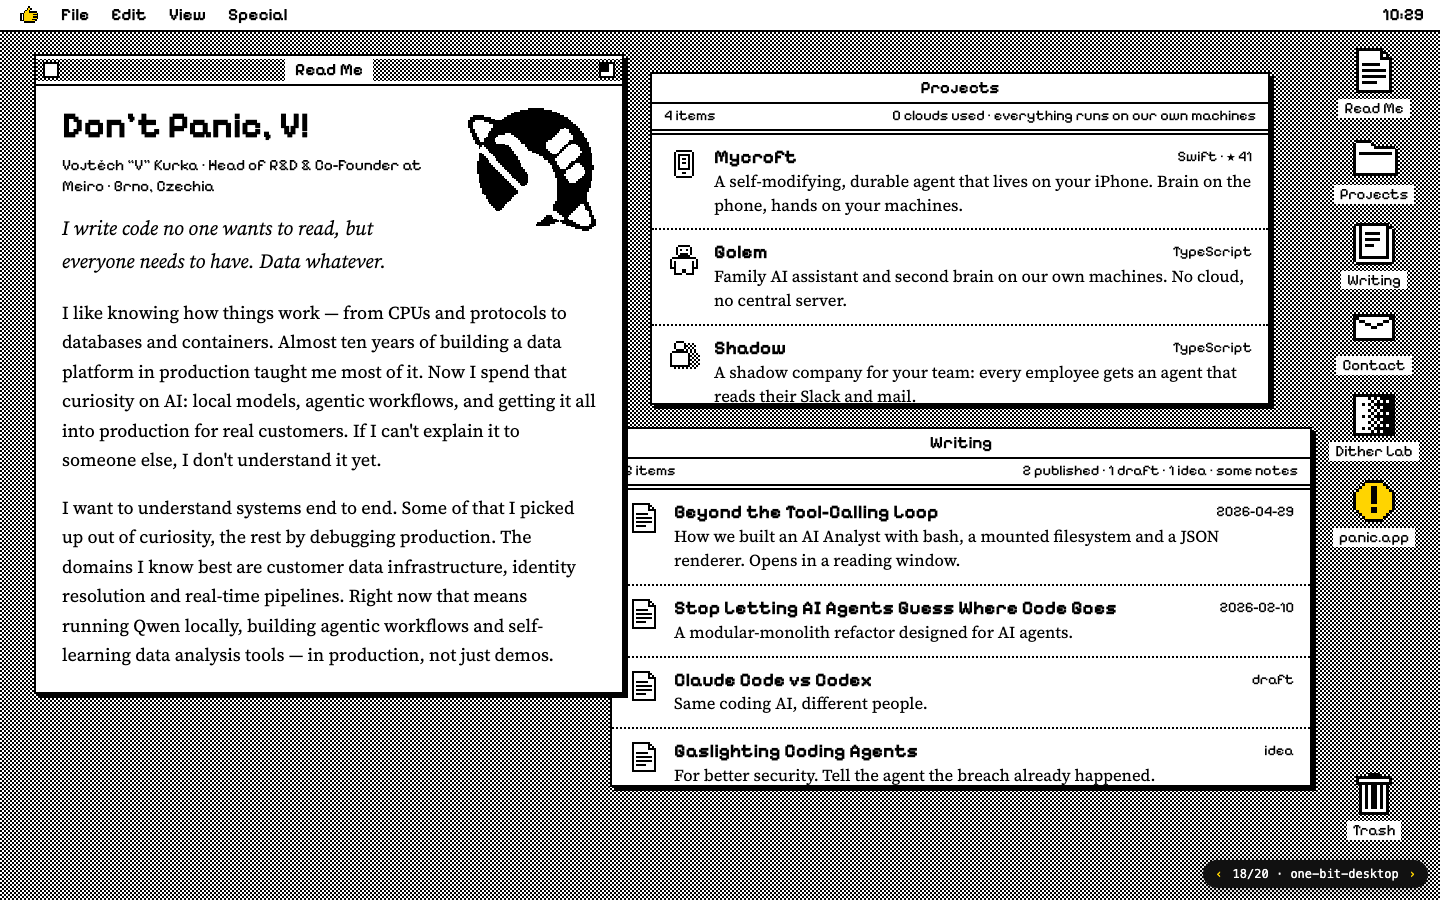 File Edit View Special 10:29
Read Me
Don't Panic, V!
Vojtěch "V" Kurka · Head of R&D & Co-Founder at
Meiro · Brno, Czechia
I write code no one wants to read, but
everyone needs to have. Data whatever.
I like knowing how things work — from CPUs and protocols to
databases and containers. Almost ten years of building a data
platform in production taught me most of it. Now I spend that
curiosity on AI: local models, agentic workflows, and getting it all
into production for real customers. If I can't explain it to
someone else, I don't understand it yet.
I want to understand systems end to end. Some of that I picked
up out of curiosity, the rest by debugging production. The
domains I know best are customer data infrastructure, identity
resolution and real-time pipelines. Right now that means
running Qwen locally, building agentic workflows and self-
learning data analysis tools — in production, not just demos.
Projects
4 items 0 clouds used · everything runs on our own machines
Mycroft Swift · ★ 41
A self-modifying, durable agent that lives on your iPhone. Brain on the
phone, hands on your machines.
Golem TypeScript
Family AI assistant and second brain on our own machines. No cloud,
no central server.
Shadow TypeScript
A shadow company for your team: every employee gets an agent that
reads their Slack and mail.
Writing
items 2 published · 1 draft · 1 idea · some notes
Beyond the Tool-Calling Loop 2026-04-29
How we built an AI Analyst with bash, a mounted filesystem and a JSON
renderer. Opens in a reading window.
Stop Letting AI Agents Guess Where Code Goes 2026-02-10
A modular-monolith refactor designed for AI agents.
Claude Code vs Codex draft
Same coding AI, different people.
Gaslighting Coding Agents idea
For better security. Tell the agent the breach already happened.
Read Me
Projects
Writing
Contact
Dither Lab
panic.app
Trash
‹ 18/20 · one-bit-desktop ›